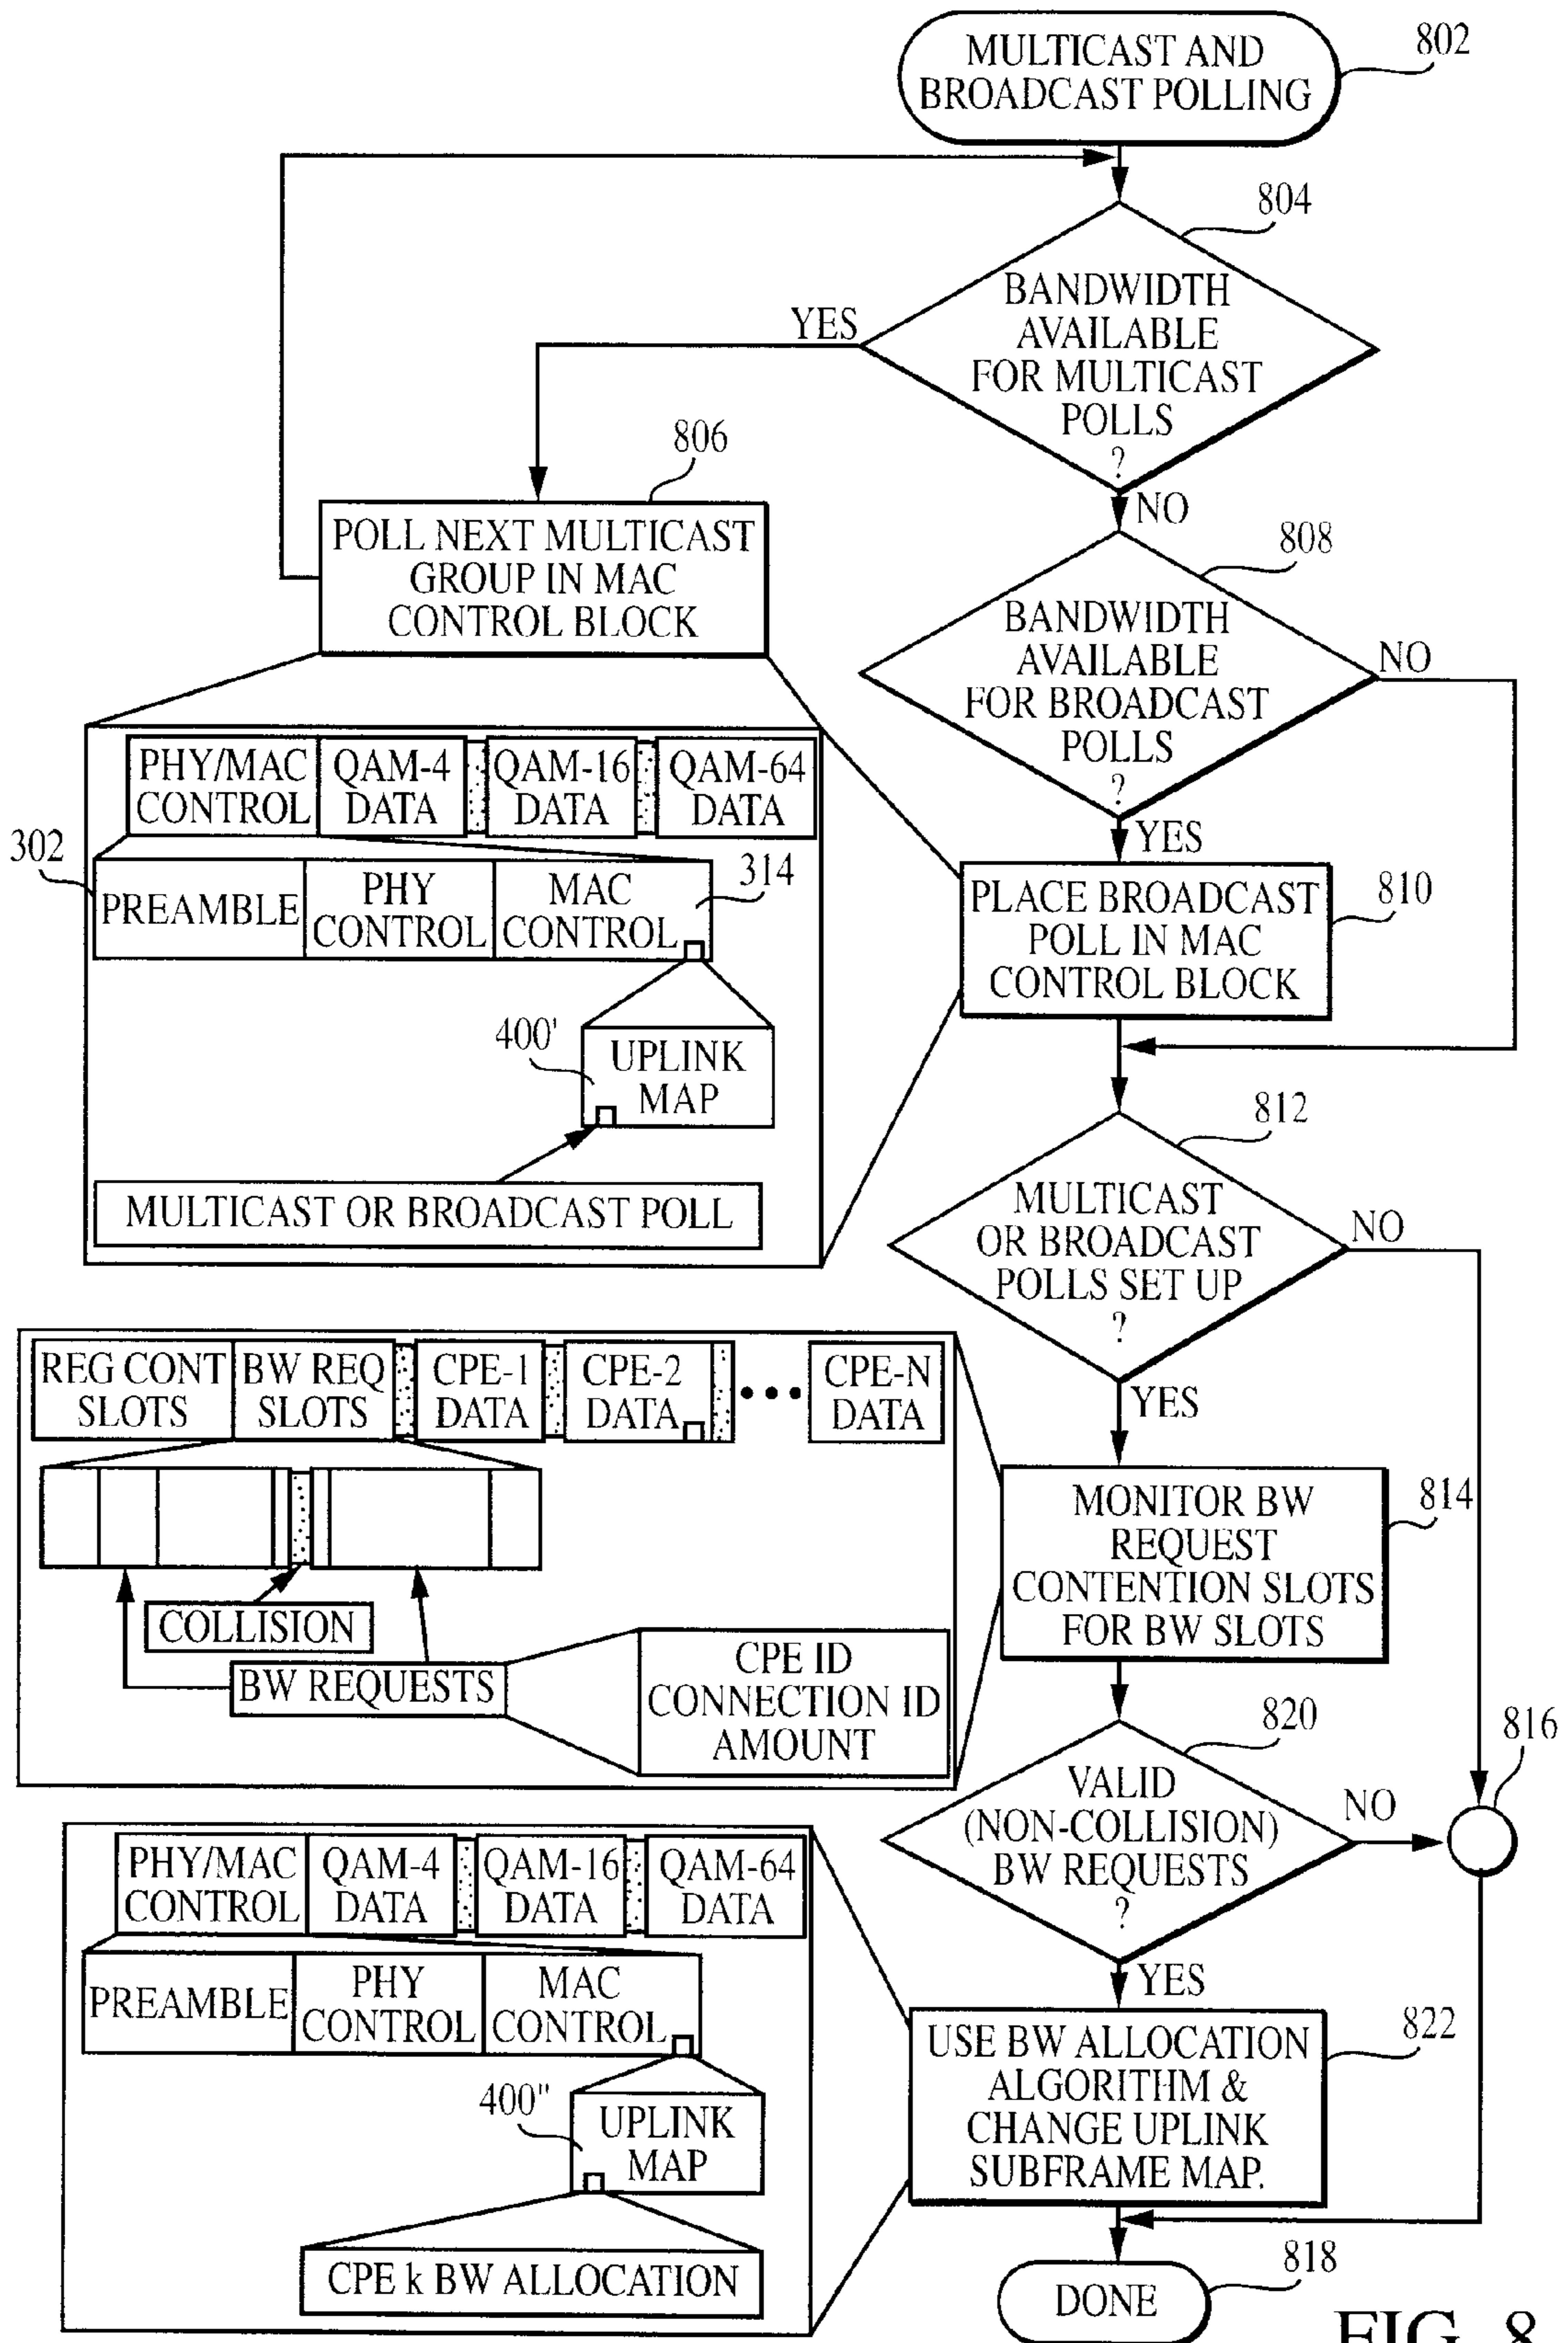 MULTICAST AND
BROADCAST POLLING
802
804
BANDWIDTH
AVAILABLE
FOR MULTICAST
POLLS
?
YES
NO
806
POLL NEXT MULTICAST
GROUP IN MAC
CONTROL BLOCK
808
BANDWIDTH
AVAILABLE
FOR BROADCAST
POLLS
?
NO
YES
PHY/MAC
CONTROL
QAM-4
DATA
QAM-16
DATA
QAM-64
DATA
302
PREAMBLE
PHY
CONTROL
MAC
CONTROL
314
400'
UPLINK
MAP
MULTICAST OR BROADCAST POLL
PLACE BROADCAST
POLL IN MAC
CONTROL BLOCK
810
812
MULTICAST
OR BROADCAST
POLLS SET UP
?
NO
YES
REG CONT
SLOTS
BW REQ
SLOTS
CPE-1
DATA
CPE-2
DATA
CPE-N
DATA
COLLISION
BW REQUESTS
CPE ID
CONNECTION ID
AMOUNT
MONITOR BW
REQUEST
CONTENTION SLOTS
FOR BW SLOTS
814
820
VALID
(NON-COLLISION)
BW REQUESTS
?
NO
816
YES
PHY/MAC
CONTROL
QAM-4
DATA
QAM-16
DATA
QAM-64
DATA
PREAMBLE
PHY
CONTROL
MAC
CONTROL
400"
UPLINK
MAP
CPE k BW ALLOCATION
USE BW ALLOCATION
ALGORITHM &
CHANGE UPLINK
SUBFRAME MAP.
822
DONE
818
FIG. 8